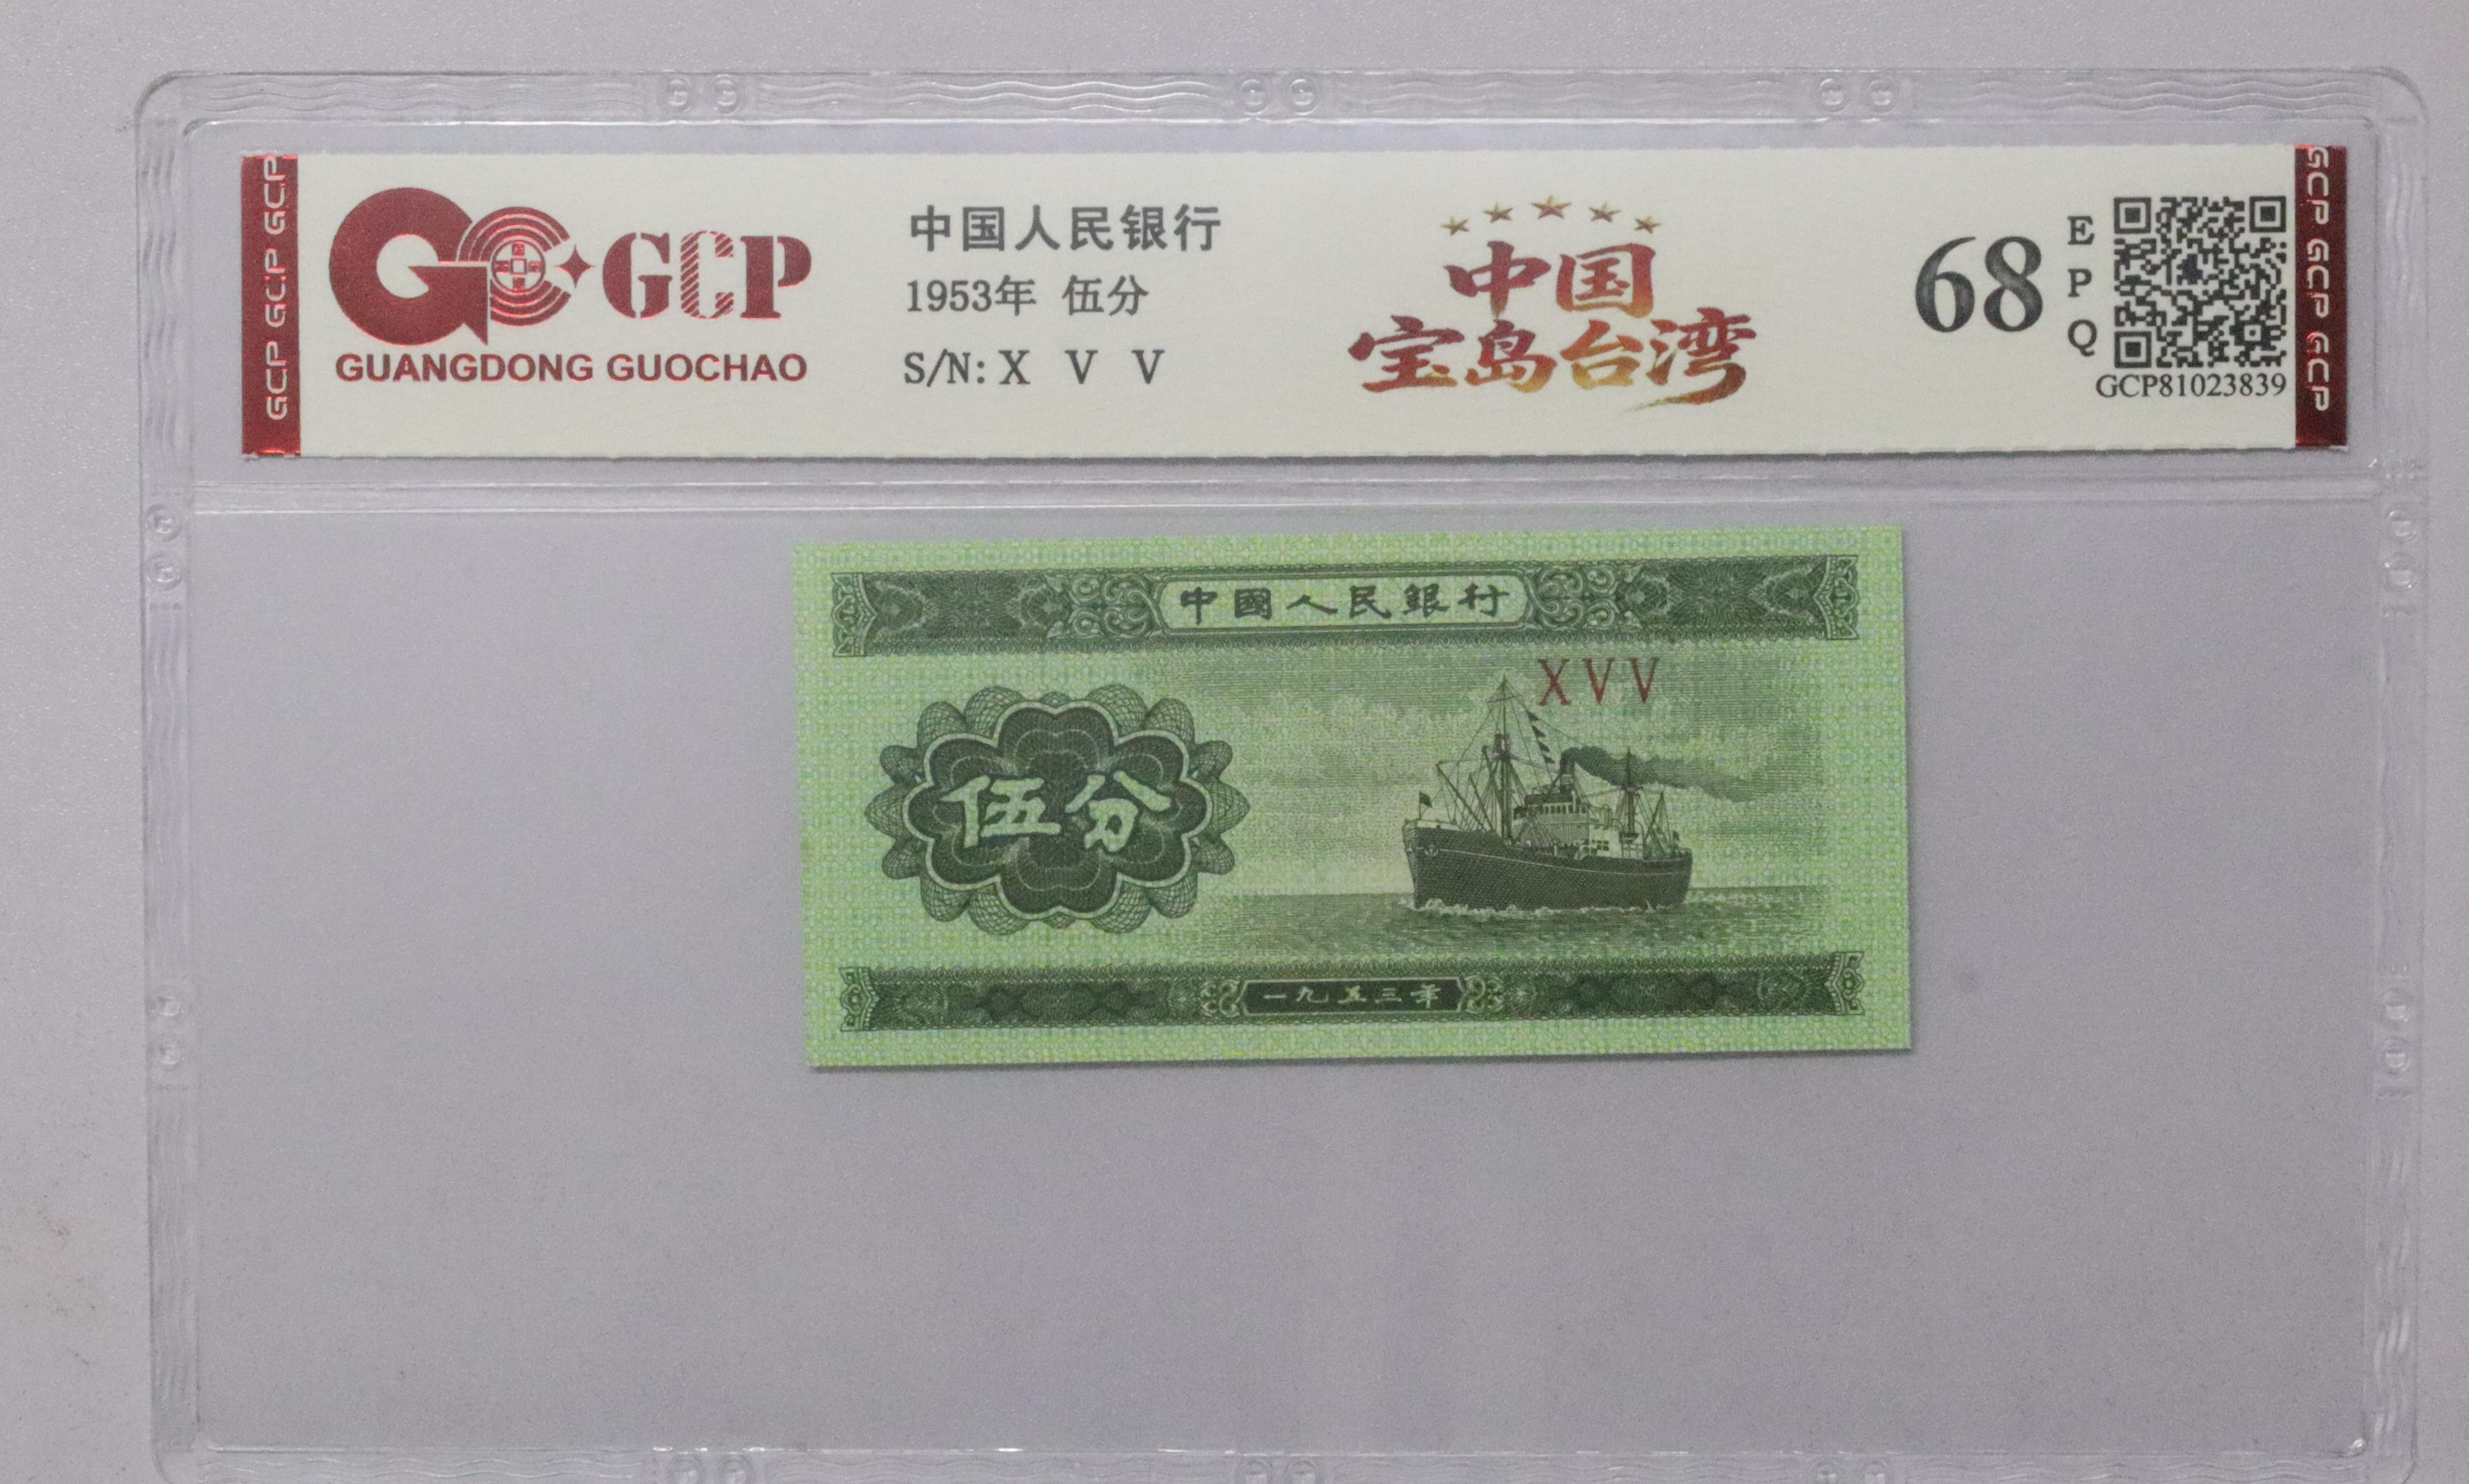 GCP GCP GCP
GCP
GUANGDONG GUOCHAO
中国人民银行
1953年 伍分
S/N: X V V
中国
宝岛台湾
68
E
P
Q
GCP81023839
GCP GCP GCP
中國人民銀行
XVV
伍分
一九五三年